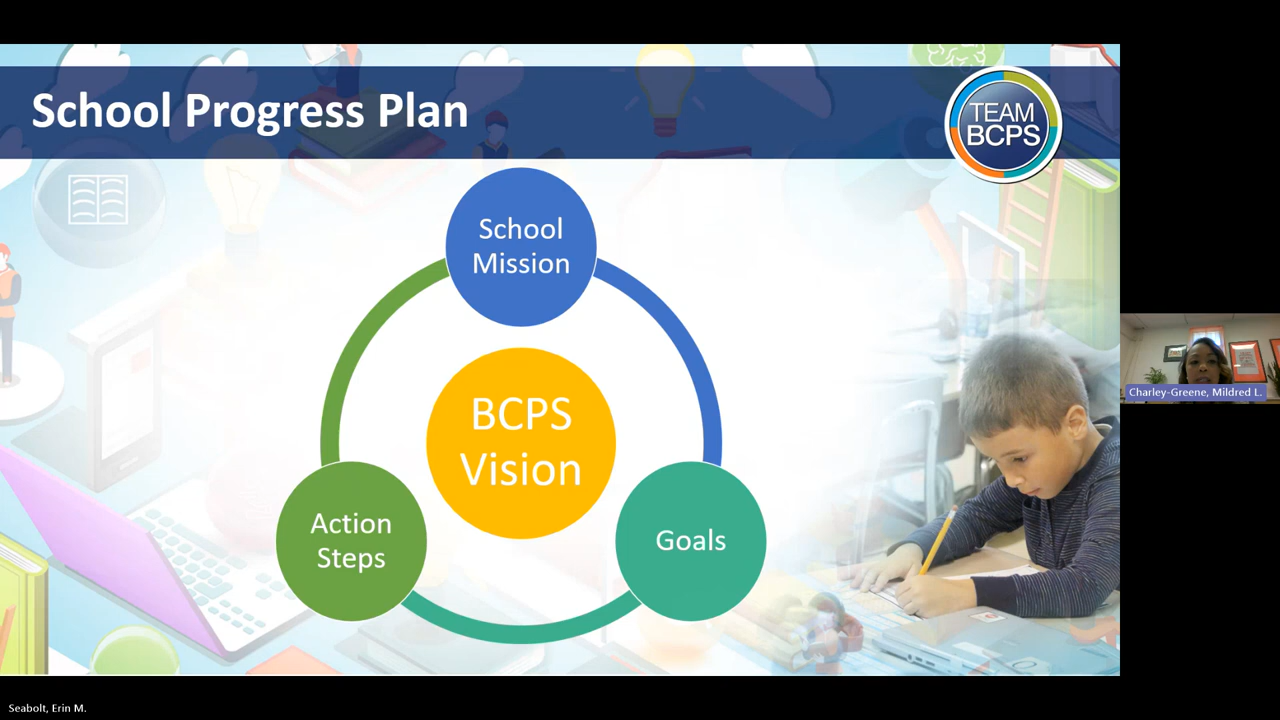 School Progress Plan
TEAM
BCPS
School
Mission
BCPS
Vision
Action
Steps
Goals
Charley-Greene, Mildred L.
Seabolt, Erin M.